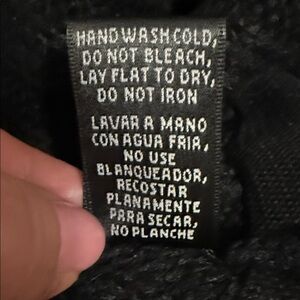 HAND WASH COLD,
DO NOT BLEACH,
LAY FLAT TO DRY,
DO NOT IRON
LAVAR A MANO
CON AGUA FRIA,
NO USE
BLANQUEADOR,
RECOSTAR
PLANAMENTE
PARA SECAR,
NO PLANCHE